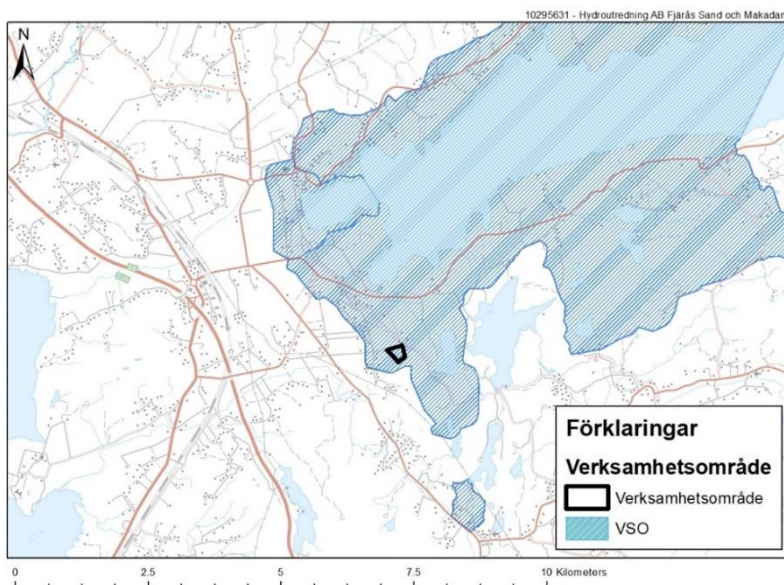 10295631 - Hydroutredning AB Fjärås Sand och Makadam
N
Förklaringar
Verksamhetsområde
Verksamhetsområde
VSO
0 2.5 5 7.5 10 Kilometers